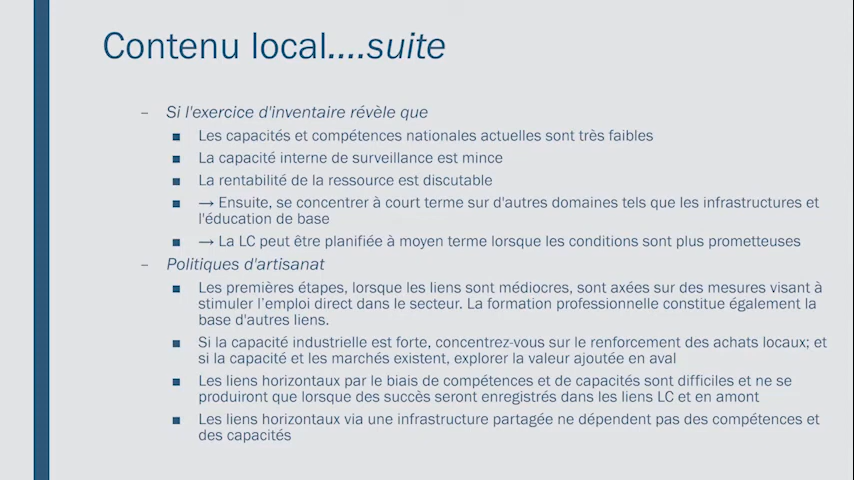 Contenu local....suite
– Si l'exercice d'inventaire révèle que
■ Les capacités et compétences nationales actuelles sont très faibles
■ La capacité interne de surveillance est mince
■ La rentabilité de la ressource est discutable
■ → Ensuite, se concentrer à court terme sur d'autres domaines tels que les infrastructures et
l'éducation de base
■ → La LC peut être planifiée à moyen terme lorsque les conditions sont plus prometteuses
– Politiques d'artisanat
■ Les premières étapes, lorsque les liens sont médiocres, sont axées sur des mesures visant à
stimuler l'emploi direct dans le secteur. La formation professionnelle constitue également la
base d'autres liens.
■ Si la capacité industrielle est forte, concentrez-vous sur le renforcement des achats locaux; et
si la capacité et les marchés existent, explorer la valeur ajoutée en aval
■ Les liens horizontaux par le biais de compétences et de capacités sont difficiles et ne se
produiront que lorsque des succès seront enregistrés dans les liens LC et en amont
■ Les liens horizontaux via une infrastructure partagée ne dépendent pas des compétences et
des capacités